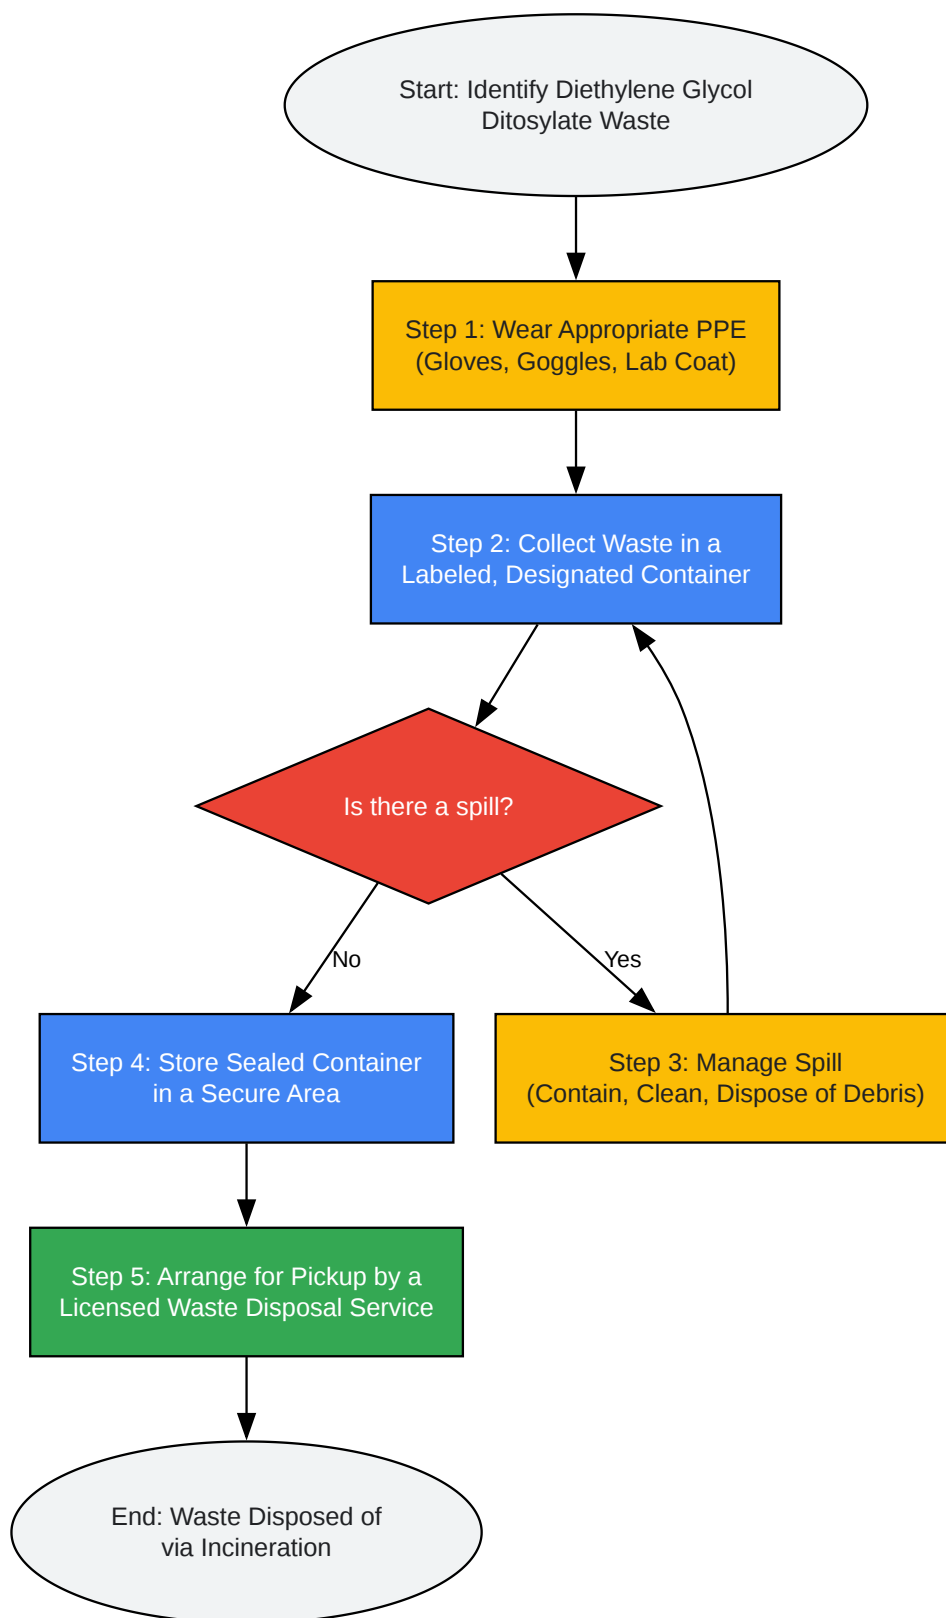 Start: Identify Diethylene Glycol
Ditosylate Waste
Step 1: Wear Appropriate PPE
(Gloves, Goggles, Lab Coat)
Step 2: Collect Waste in a
Labeled, Designated Container
Is there a spill?
No
Yes
Step 4: Store Sealed Container
in a Secure Area
Step 3: Manage Spill
(Contain, Clean, Dispose of Debris)
Step 5: Arrange for Pickup by a
Licensed Waste Disposal Service
End: Waste Disposed of
via Incineration